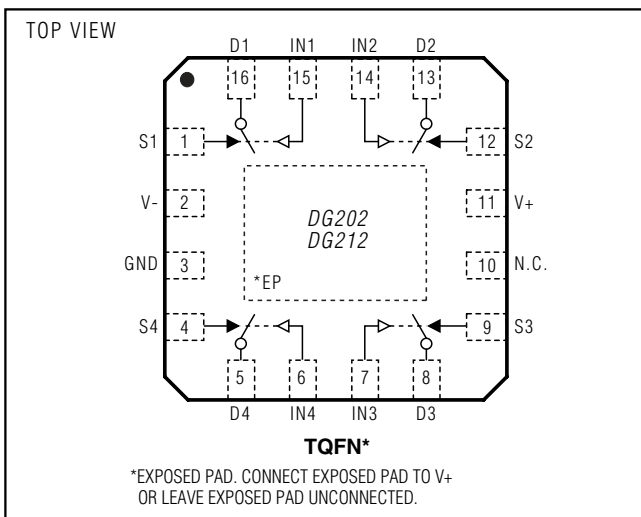 TOP VIEW
D1 IN1 IN2 D2
16 15 14 13
S1 1 12 S2
V- 2 11 V+
DG202
DG212
GND 3 10 N.C.
*EP
S4 4 9 S3
5 6 7 8
D4 IN4 IN3 D3
TQFN*
*EXPOSED PAD. CONNECT EXPOSED PAD TO V+
OR LEAVE EXPOSED PAD UNCONNECTED.